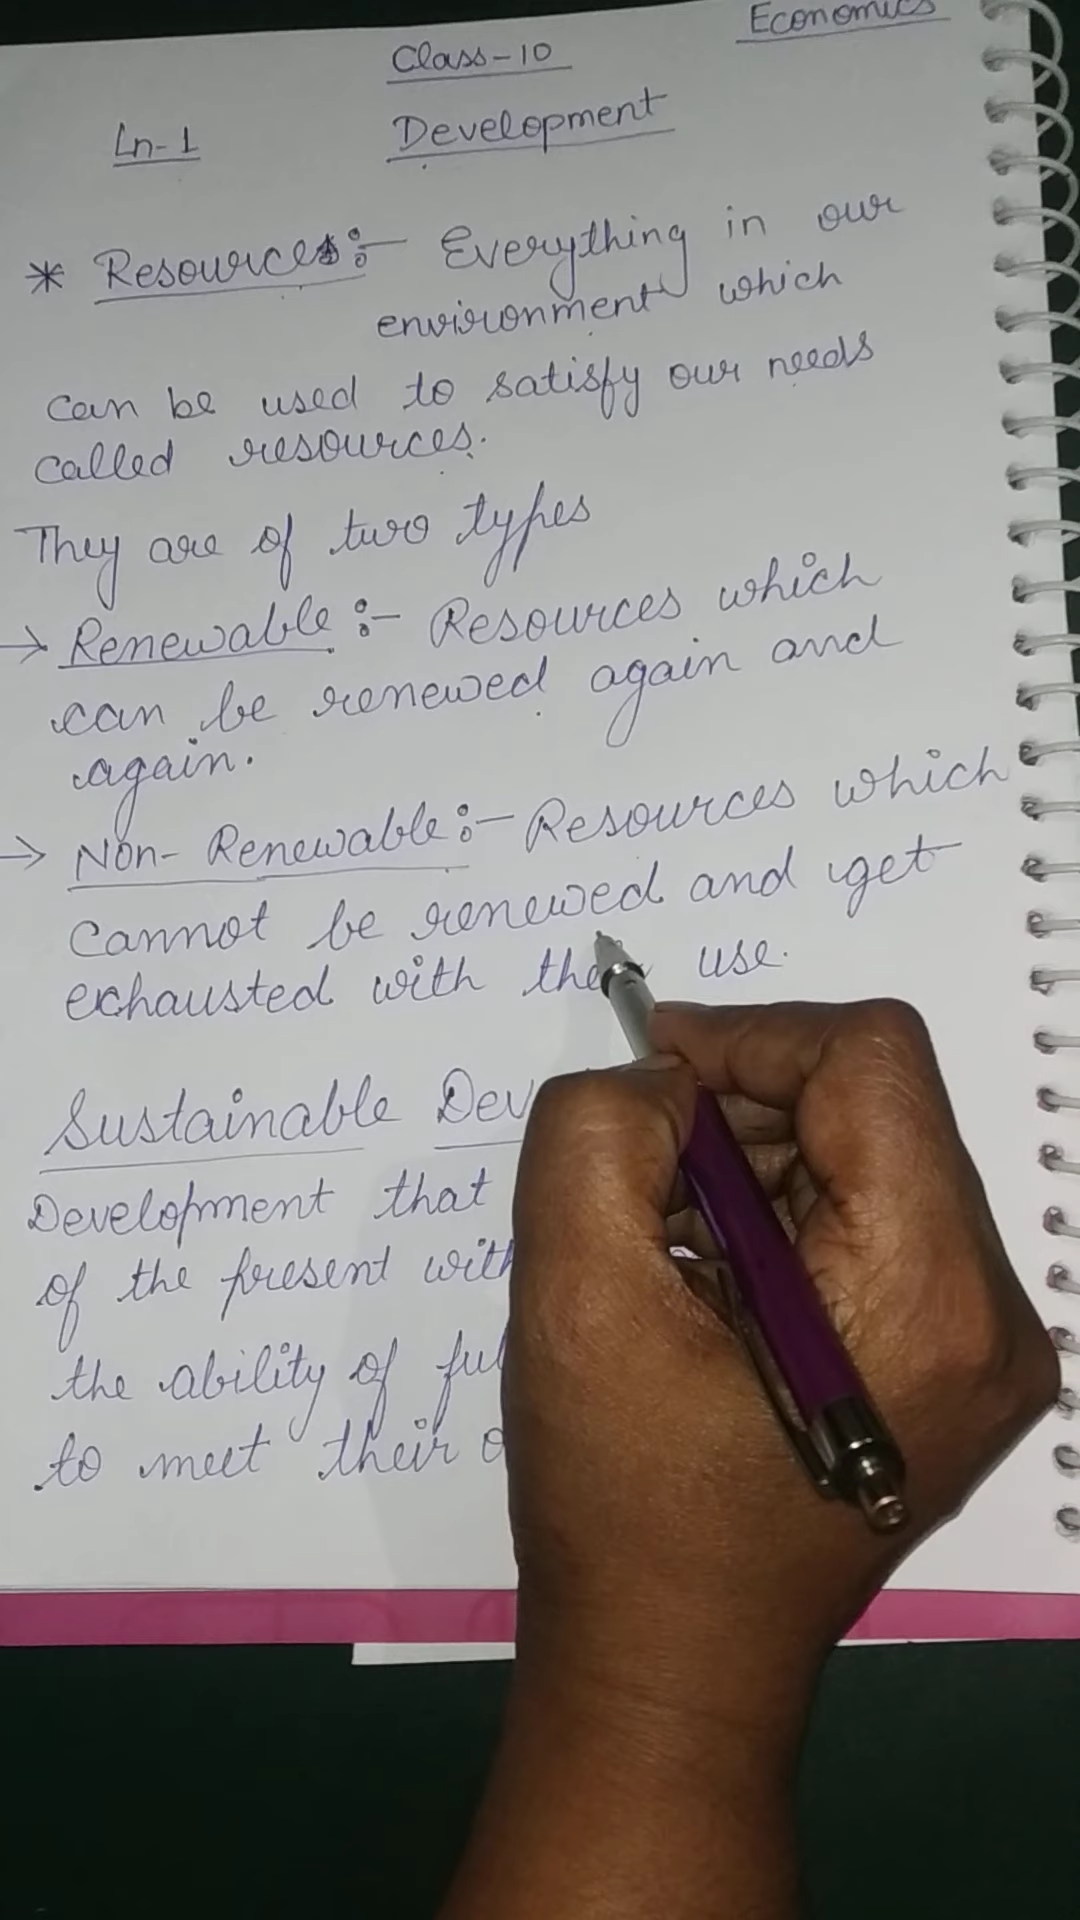 Economics
Class-10
Ln-1 Development
* Resources:- Everything in our
environment which
can be used to satisfy our needs
called resources.
They are of two types
→ Renewable:- Resources which
can be renewed again and
again.
→ Non-Renewable:- Resources which
cannot be renewed and get
exhausted with use.
Sustainable Dev
Development that
of the present with
the ability of fu
to meet their o